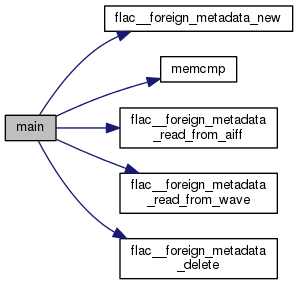 flac__foreign_metadata_new
memcmp
main
flac__foreign_metadata
_read_from_aiff
flac__foreign_metadata
_read_from_wave
flac__foreign_metadata
_delete